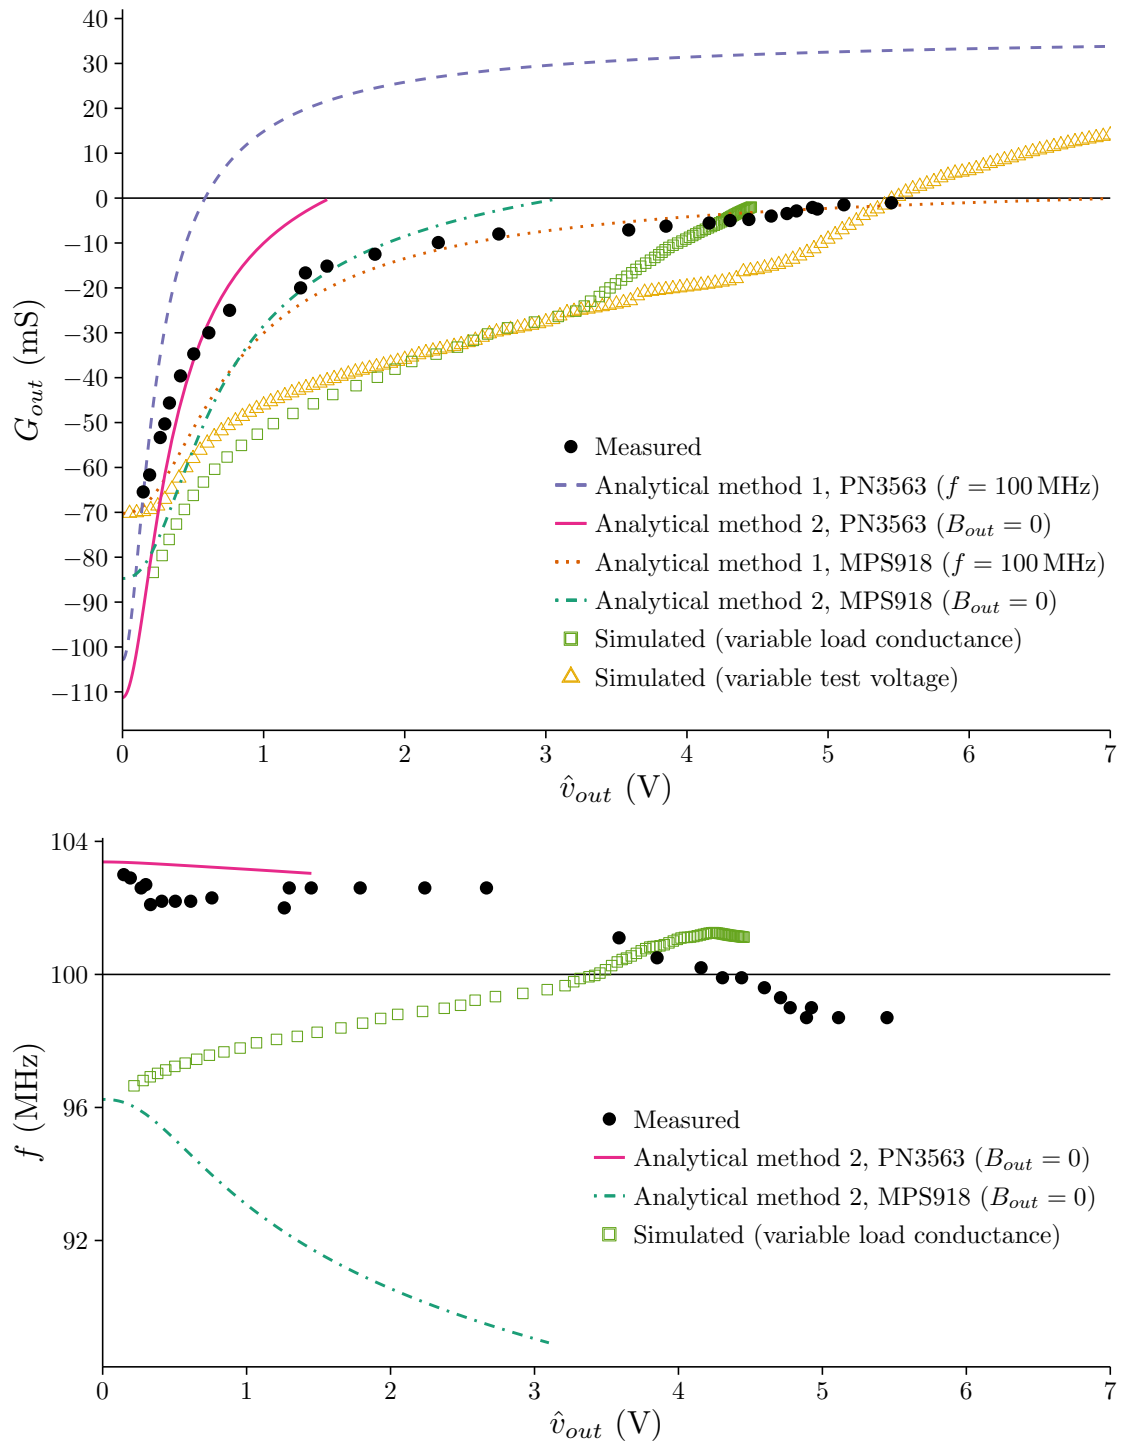 40
30
20
10
0
−10
−20
−30
−40
−50
−60
−70
−80
−90
−100
−110
G_out (mS)
Measured
Analytical method 1, PN3563 (f = 100 MHz)
Analytical method 2, PN3563 (B_out = 0)
Analytical method 1, MPS918 (f = 100 MHz)
Analytical method 2, MPS918 (B_out = 0)
Simulated (variable load conductance)
Simulated (variable test voltage)
0 1 2 3 4 5 6 7
v̂_out (V)
104
100
96
92
f (MHz)
Measured
Analytical method 2, PN3563 (B_out = 0)
Analytical method 2, MPS918 (B_out = 0)
Simulated (variable load conductance)
0 1 2 3 4 5 6 7
v̂_out (V)